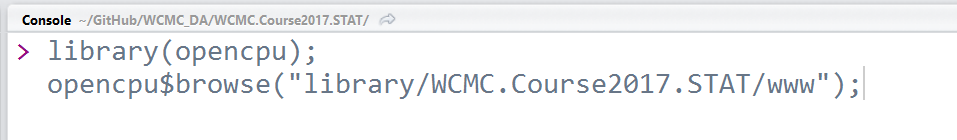 Console ~/GitHub/WCMC_DA/WCMC.Course2017.STAT/
> library(opencpu);
opencpu$browse("library/WCMC.Course2017.STAT/www");